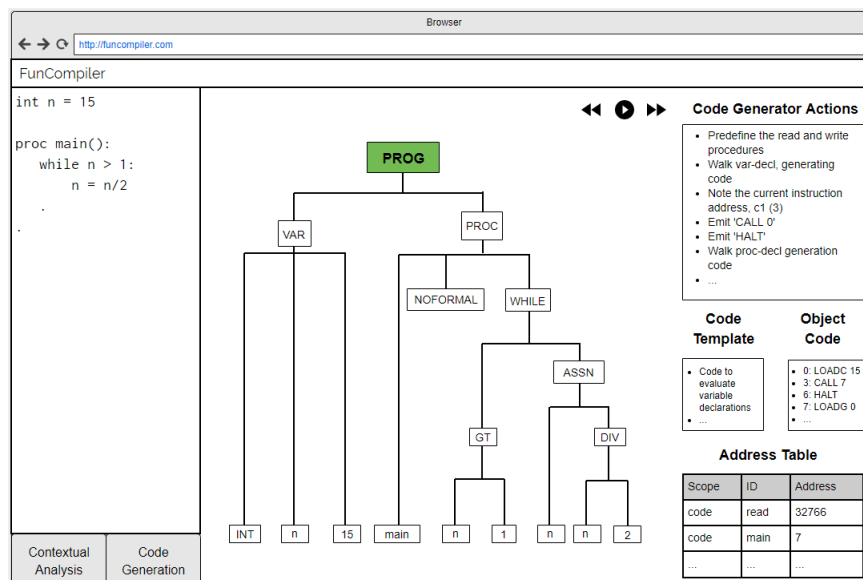 Browser
http://funcompiler.com
FunCompiler
int n = 15
proc main():
while n > 1:
n = n/2
.
.
Contextual
Analysis
Code
Generation
PROG
VAR
PROC
NOFORMAL
WHILE
ASSN
GT
DIV
INT
n
15
main
n
1
n
n
2
Code Generator Actions
• Predefine the read and write
procedures
• Walk var-decl, generating
code
• Note the current instruction
address, c1 (3)
• Emit 'CALL 0'
• Emit 'HALT'
• Walk proc-decl generation
code
• ...
Code
Template
• Code to
evaluate
variable
declarations
• ...
Object
Code
• 0: LOADC 15
• 3: CALL 7
• 6: HALT
• 7: LOADG 0
• ...
Address Table
Scope ID Address
code read 32766
code main 7
... ... ...